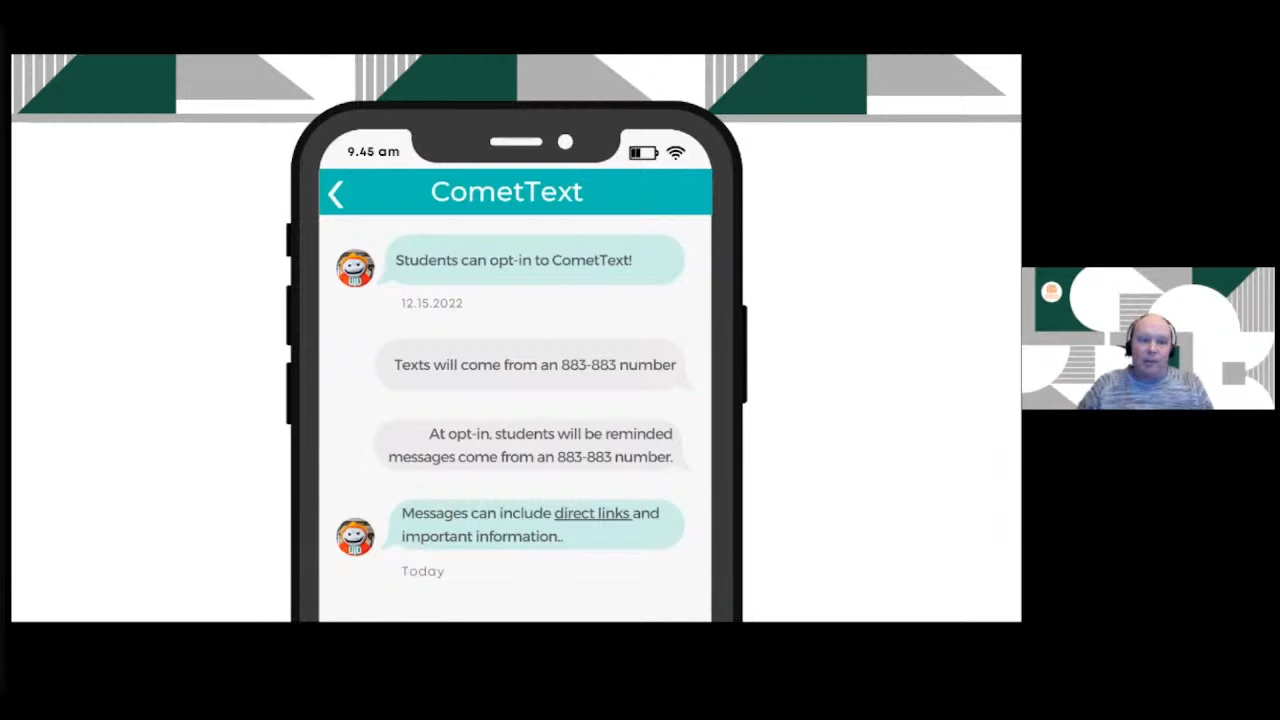 9.45 am
CometText
Students can opt-in to CometText!
12.15.2022
Texts will come from an 883-883 number
At opt-in, students will be reminded
messages come from an 883-883 number.
Messages can include direct links and
important information..
Today